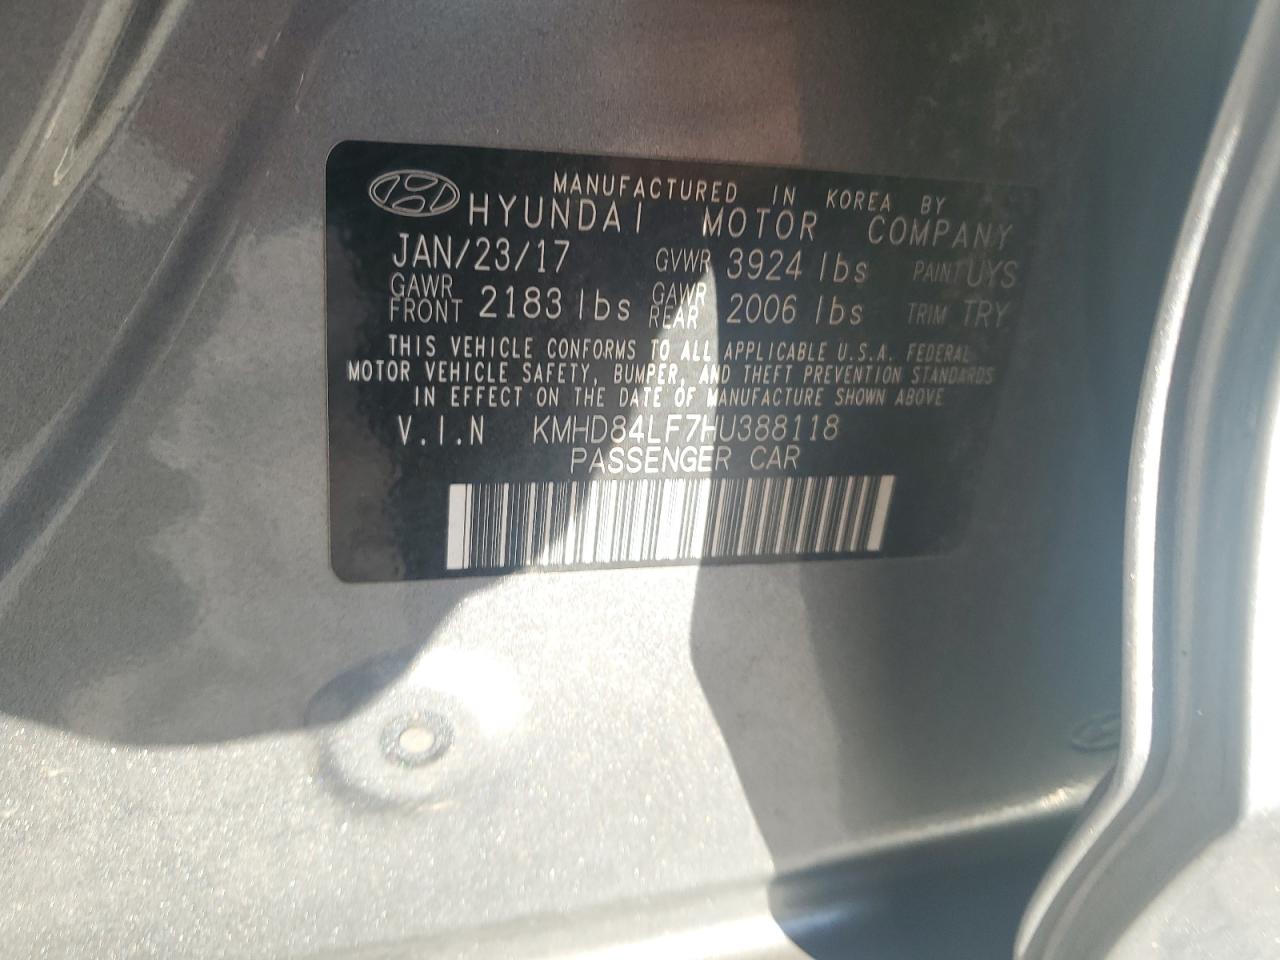 MANUFACTURED IN KOREA BY
HYUNDAI MOTOR COMPANY
JAN/23/17 GVWR 3924 lbs PAINT UYS
GAWR FRONT 2183 lbs GAWR REAR 2006 lbs TRIM TRY
THIS VEHICLE CONFORMS TO ALL APPLICABLE U.S.A. FEDERAL
MOTOR VEHICLE SAFETY, BUMPER, AND THEFT PREVENTION STANDARDS
IN EFFECT ON THE DATE OF MANUFACTURE SHOWN ABOVE
V.I.N KMHD84LF7HU388118
PASSENGER CAR